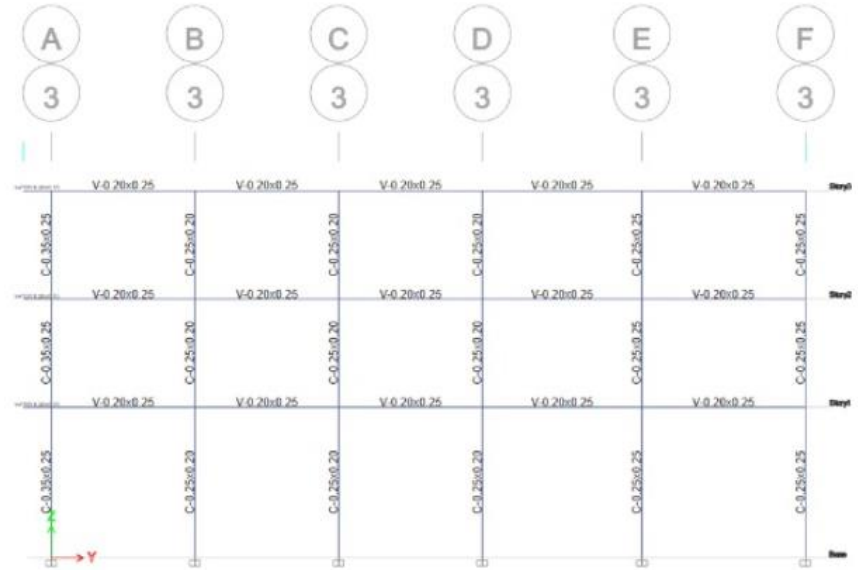 A B C D E F
3 3 3 3 3 3
V-0.20x0.25 V-0.20x0.25 V-0.20x0.25 V-0.20x0.25 V-0.20x0.25 Story3
C-0.35x0.25 C-0.25x0.20 C-0.25x0.20 C-0.25x0.20 C-0.25x0.25 C-0.25x0.25
V-0.20x0.25 V-0.20x0.25 V-0.20x0.25 V-0.20x0.25 V-0.20x0.25 Story2
C-0.35x0.25 C-0.25x0.20 C-0.25x0.20 C-0.25x0.20 C-0.25x0.25 C-0.25x0.25
V-0.20x0.25 V-0.20x0.25 V-0.20x0.25 V-0.20x0.25 V-0.20x0.25 Story1
C-0.35x0.25 C-0.25x0.20 C-0.25x0.20 C-0.25x0.20 C-0.25x0.25 C-0.25x0.25
Z
Y Base